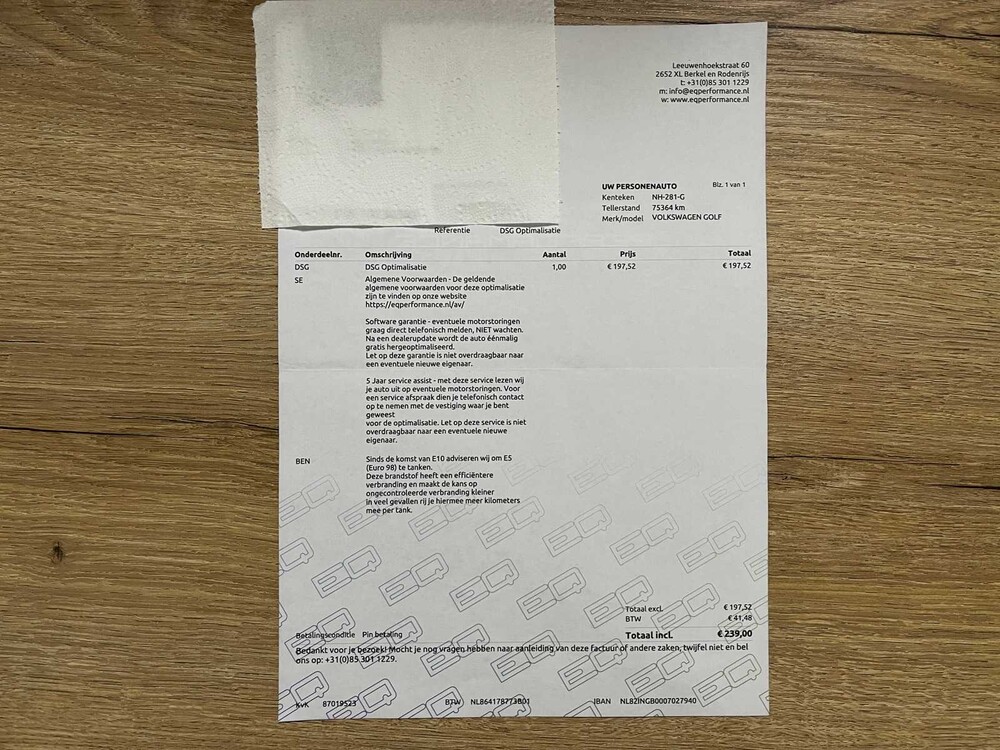 Leeuwenhoekstraat 60
2652 XL Berkel en Rodenrijs
t: +31(0)85 301 1229
m: info@eqperformance.nl
w: www.eqperformance.nl
UW PERSONENAUTO Blz. 1 van 1
Kenteken NH-281-G
Tellerstand 75364 km
Merk/model VOLKSWAGEN GOLF
Referentie DSG Optimalisatie
Onderdeelnr. Omschrijving Aantal Prijs Totaal
DSG DSG Optimalisatie 1,00 € 197,52 € 197,52
SE Algemene Voorwaarden - De geldende
algemene voorwaarden voor deze optimalisatie
zijn te vinden op onze website
https://eqperformance.nl/av/
Software garantie - eventuele motorstoringen
graag direct telefonisch melden, NIET wachten.
Na een dealerupdate wordt de auto éénmalig
gratis hergeoptimaliseerd.
Let op deze garantie is niet overdraagbaar naar
een eventuele nieuwe eigenaar.
5 Jaar service assist - met deze service lezen wij
je auto uit op eventuele motorstoringen. Voor
een service afspraak dien je telefonisch contact
op te nemen met de vestiging waar je bent
geweest
voor de optimalisatie. Let op deze service is niet
overdraagbaar naar een eventuele nieuwe
eigenaar.
BEN Sinds de komst van E10 adviseren wij om E5
(Euro 98) te tanken.
Deze brandstof heeft een efficiëntere
verbranding en maakt de kans op
ongecontroleerde verbranding kleiner
in veel gevallen rij je hiermee meer kilometers
mee per tank.
Totaal excl. € 197,52
BTW € 41,48
Betalingsconditie Pin betaling Totaal incl. € 239,00
Bedankt voor je bezoek! Mocht je nog vragen hebben naar aanleiding van deze factuur of andere zaken, twijfel niet en bel
ons op: +31(0)85 301 1229.
KvK 87019523 BTW NL864178773B01 IBAN NL82INGB0007027940